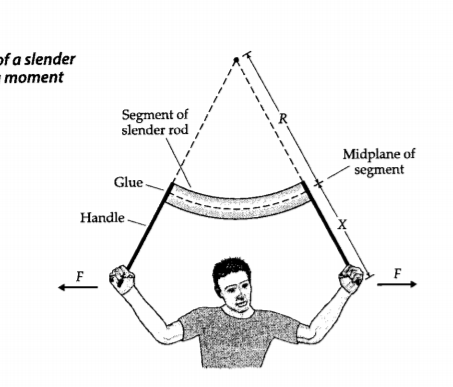 of a slender
moment
R
Segment of
slender rod
Midplane of
segment
Glue
X
Handle
F
F